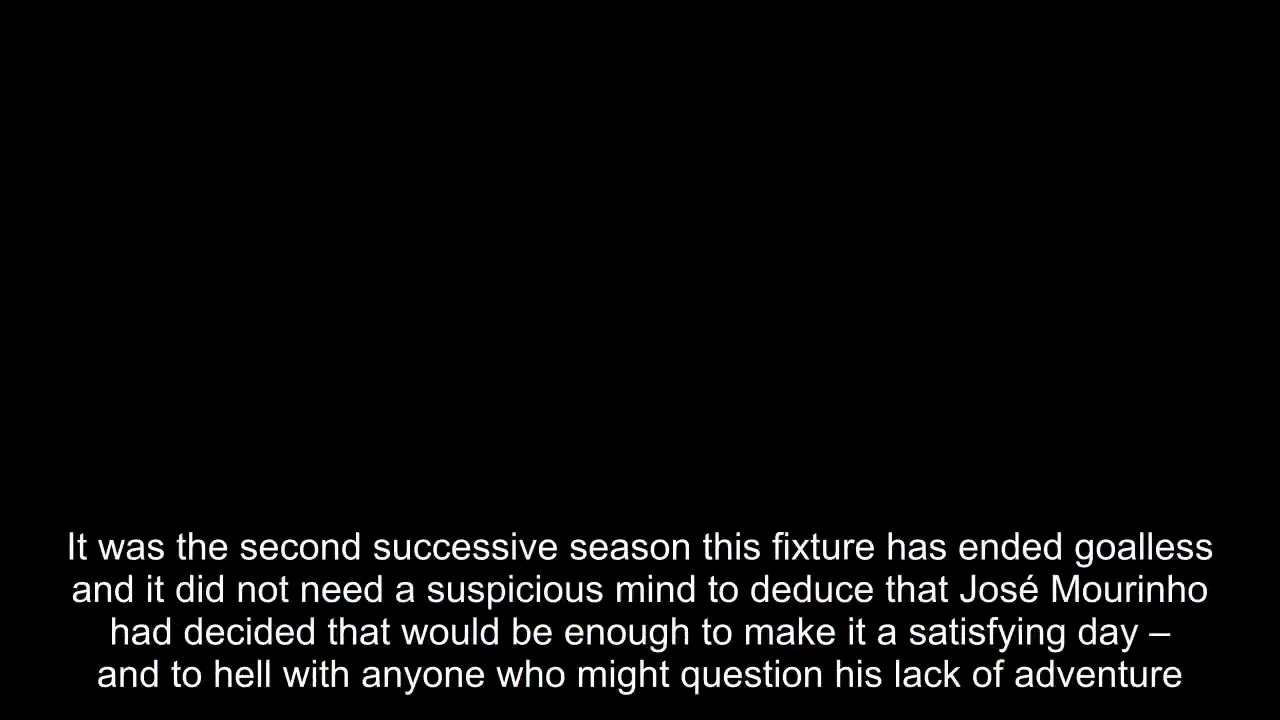 It was the second successive season this fixture has ended goalless
and it did not need a suspicious mind to deduce that José Mourinho
had decided that would be enough to make it a satisfying day –
and to hell with anyone who might question his lack of adventure